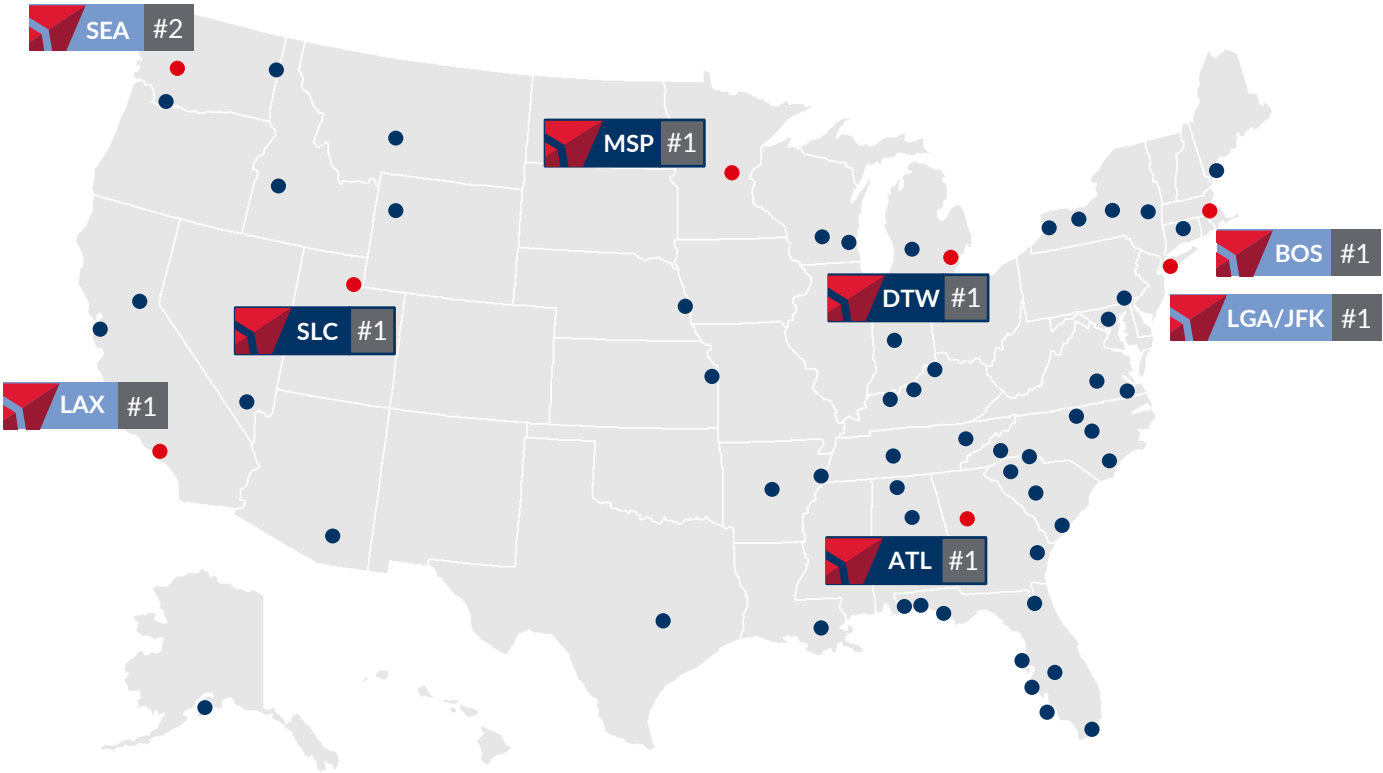 SEA #2
MSP #1
BOS #1
DTW #1
LGA/JFK #1
SLC #1
LAX #1
ATL #1